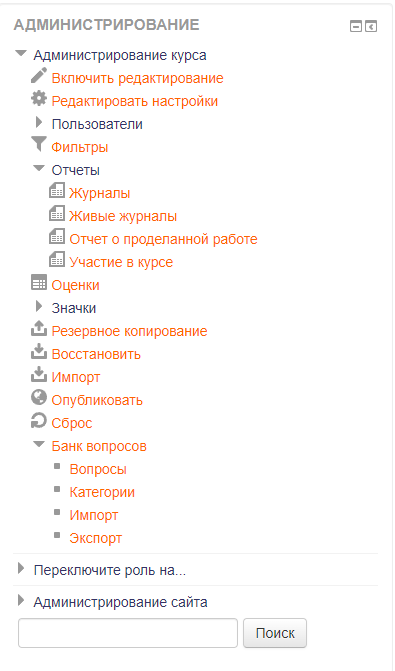 АДМИНИСТРИРОВАНИЕ
Администрирование курса
Включить редактирование
Редактировать настройки
Пользователи
Фильтры
Отчеты
Журналы
Живые журналы
Отчет о проделанной работе
Участие в курсе
Оценки
Значки
Резервное копирование
Восстановить
Импорт
Опубликовать
Сброс
Банк вопросов
Вопросы
Категории
Импорт
Экспорт
Переключите роль на...
Администрирование сайта
Поиск